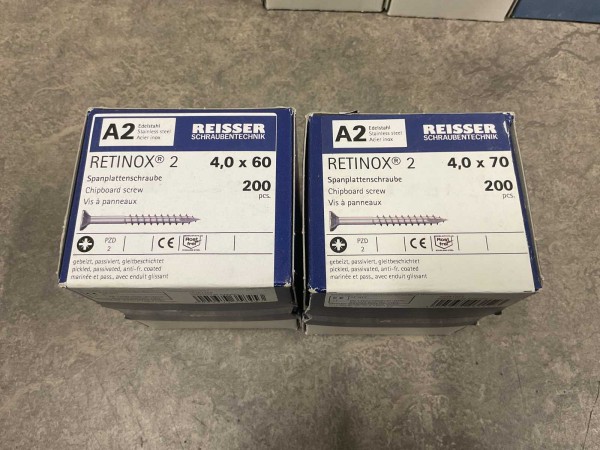 A2
Edelstahl
Stainless steel
Acier inox
REISSER
SCHRAUBENTECHNIK
RETINOX® 2
4,0 x 60
Spanplattenschraube
Chipboard screw
Vis à panneaux
200
pcs.
PZD
2
CE
gebeizt, passiviert, gleitbeschichtet
pickled, passivated, anti-fr. coated
marinée et pass., avec enduit glissant
A2
Edelstahl
Stainless steel
Acier inox
REISSER
SCHRAUBENTECHNIK
RETINOX® 2
4,0 x 70
Spanplattenschraube
Chipboard screw
Vis à panneaux
200
pcs.
PZD
2
CE
gebeizt, passiviert, gleitbeschichtet
pickled, passivated, anti-fr. coated
marinée et pass., avec enduit glissant